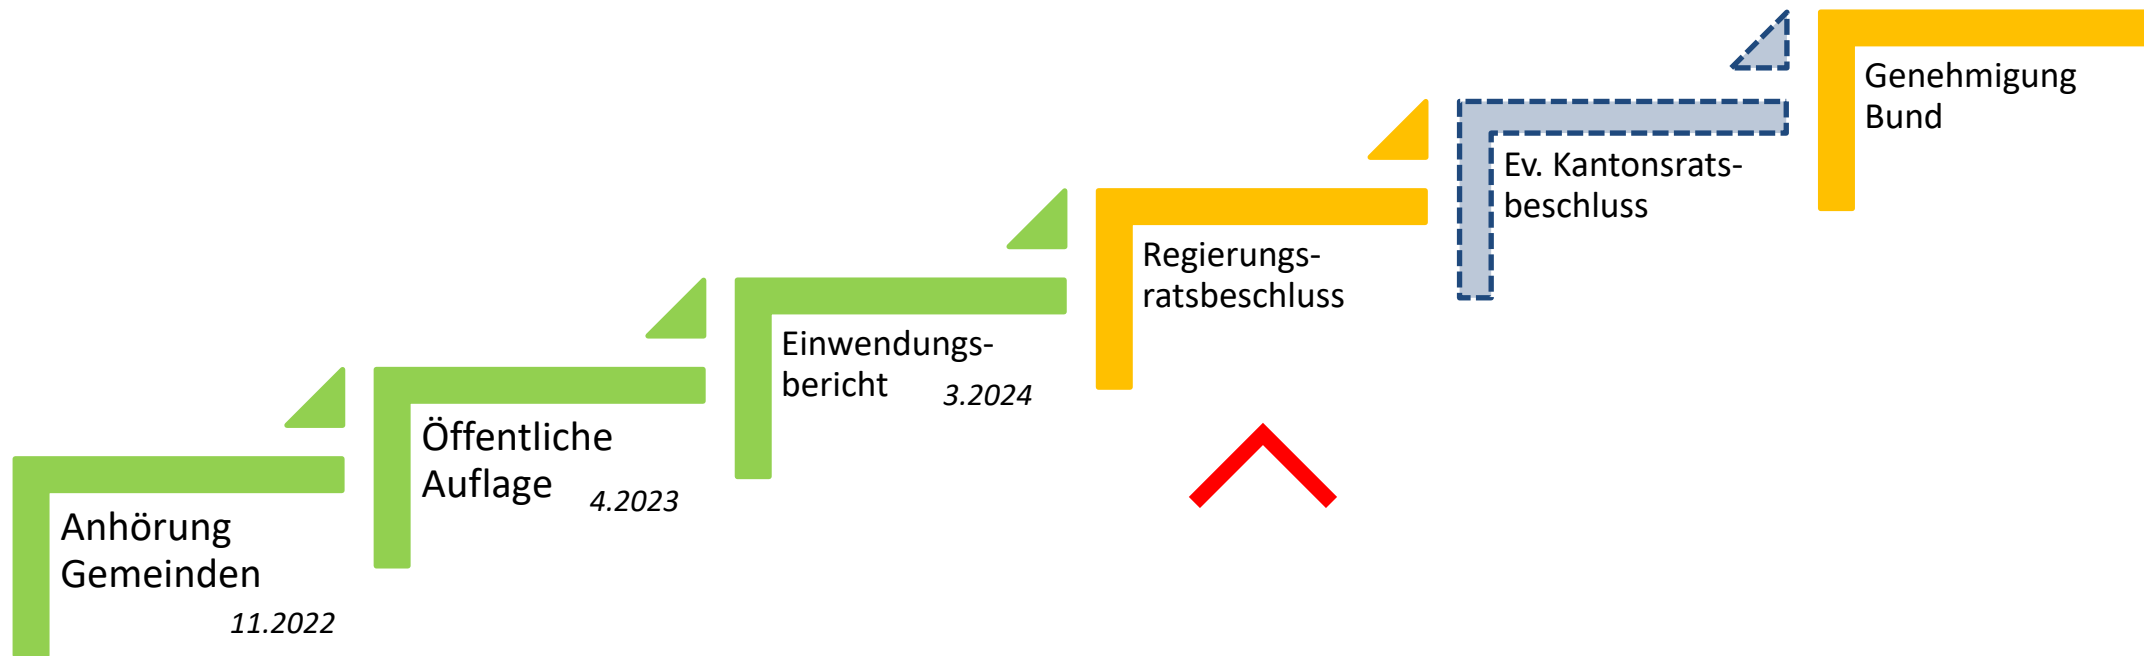 Anhörung
Gemeinden
11.2022
Öffentliche
Auflage
4.2023
Einwendungs-
bericht
3.2024
Regierungs-
ratsbeschluss
Ev. Kantonsrats-
beschluss
Genehmigung
Bund